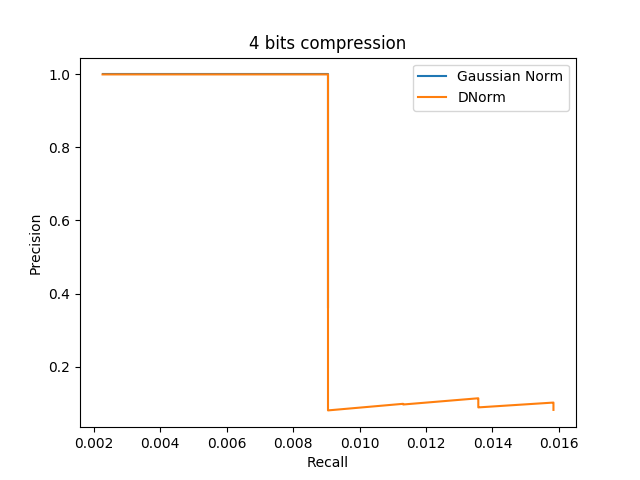 4 bits compression
Gaussian Norm
DNorm
1.0
0.8
0.6
0.4
0.2
Precision
0.002 0.004 0.006 0.008 0.010 0.012 0.014 0.016
Recall